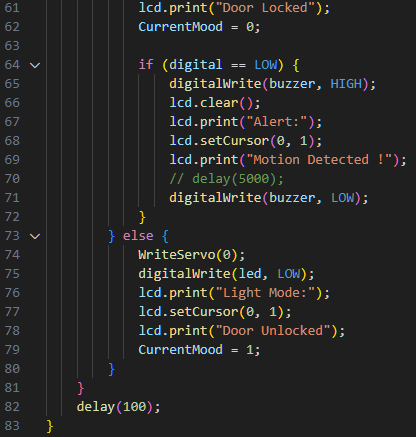 61 lcd.print("Door Locked");
62 CurrentMood = 0;
63
64 if (digital == LOW) {
65 digitalWrite(buzzer, HIGH);
66 lcd.clear();
67 lcd.print("Alert:");
68 lcd.setCursor(0, 1);
69 lcd.print("Motion Detected !");
70 // delay(5000);
71 digitalWrite(buzzer, LOW);
72 }
73 } else {
74 WriteServo(0);
75 digitalWrite(led, LOW);
76 lcd.print("Light Mode:");
77 lcd.setCursor(0, 1);
78 lcd.print("Door Unlocked");
79 CurrentMood = 1;
80 }
81 }
82 delay(100);
83 }